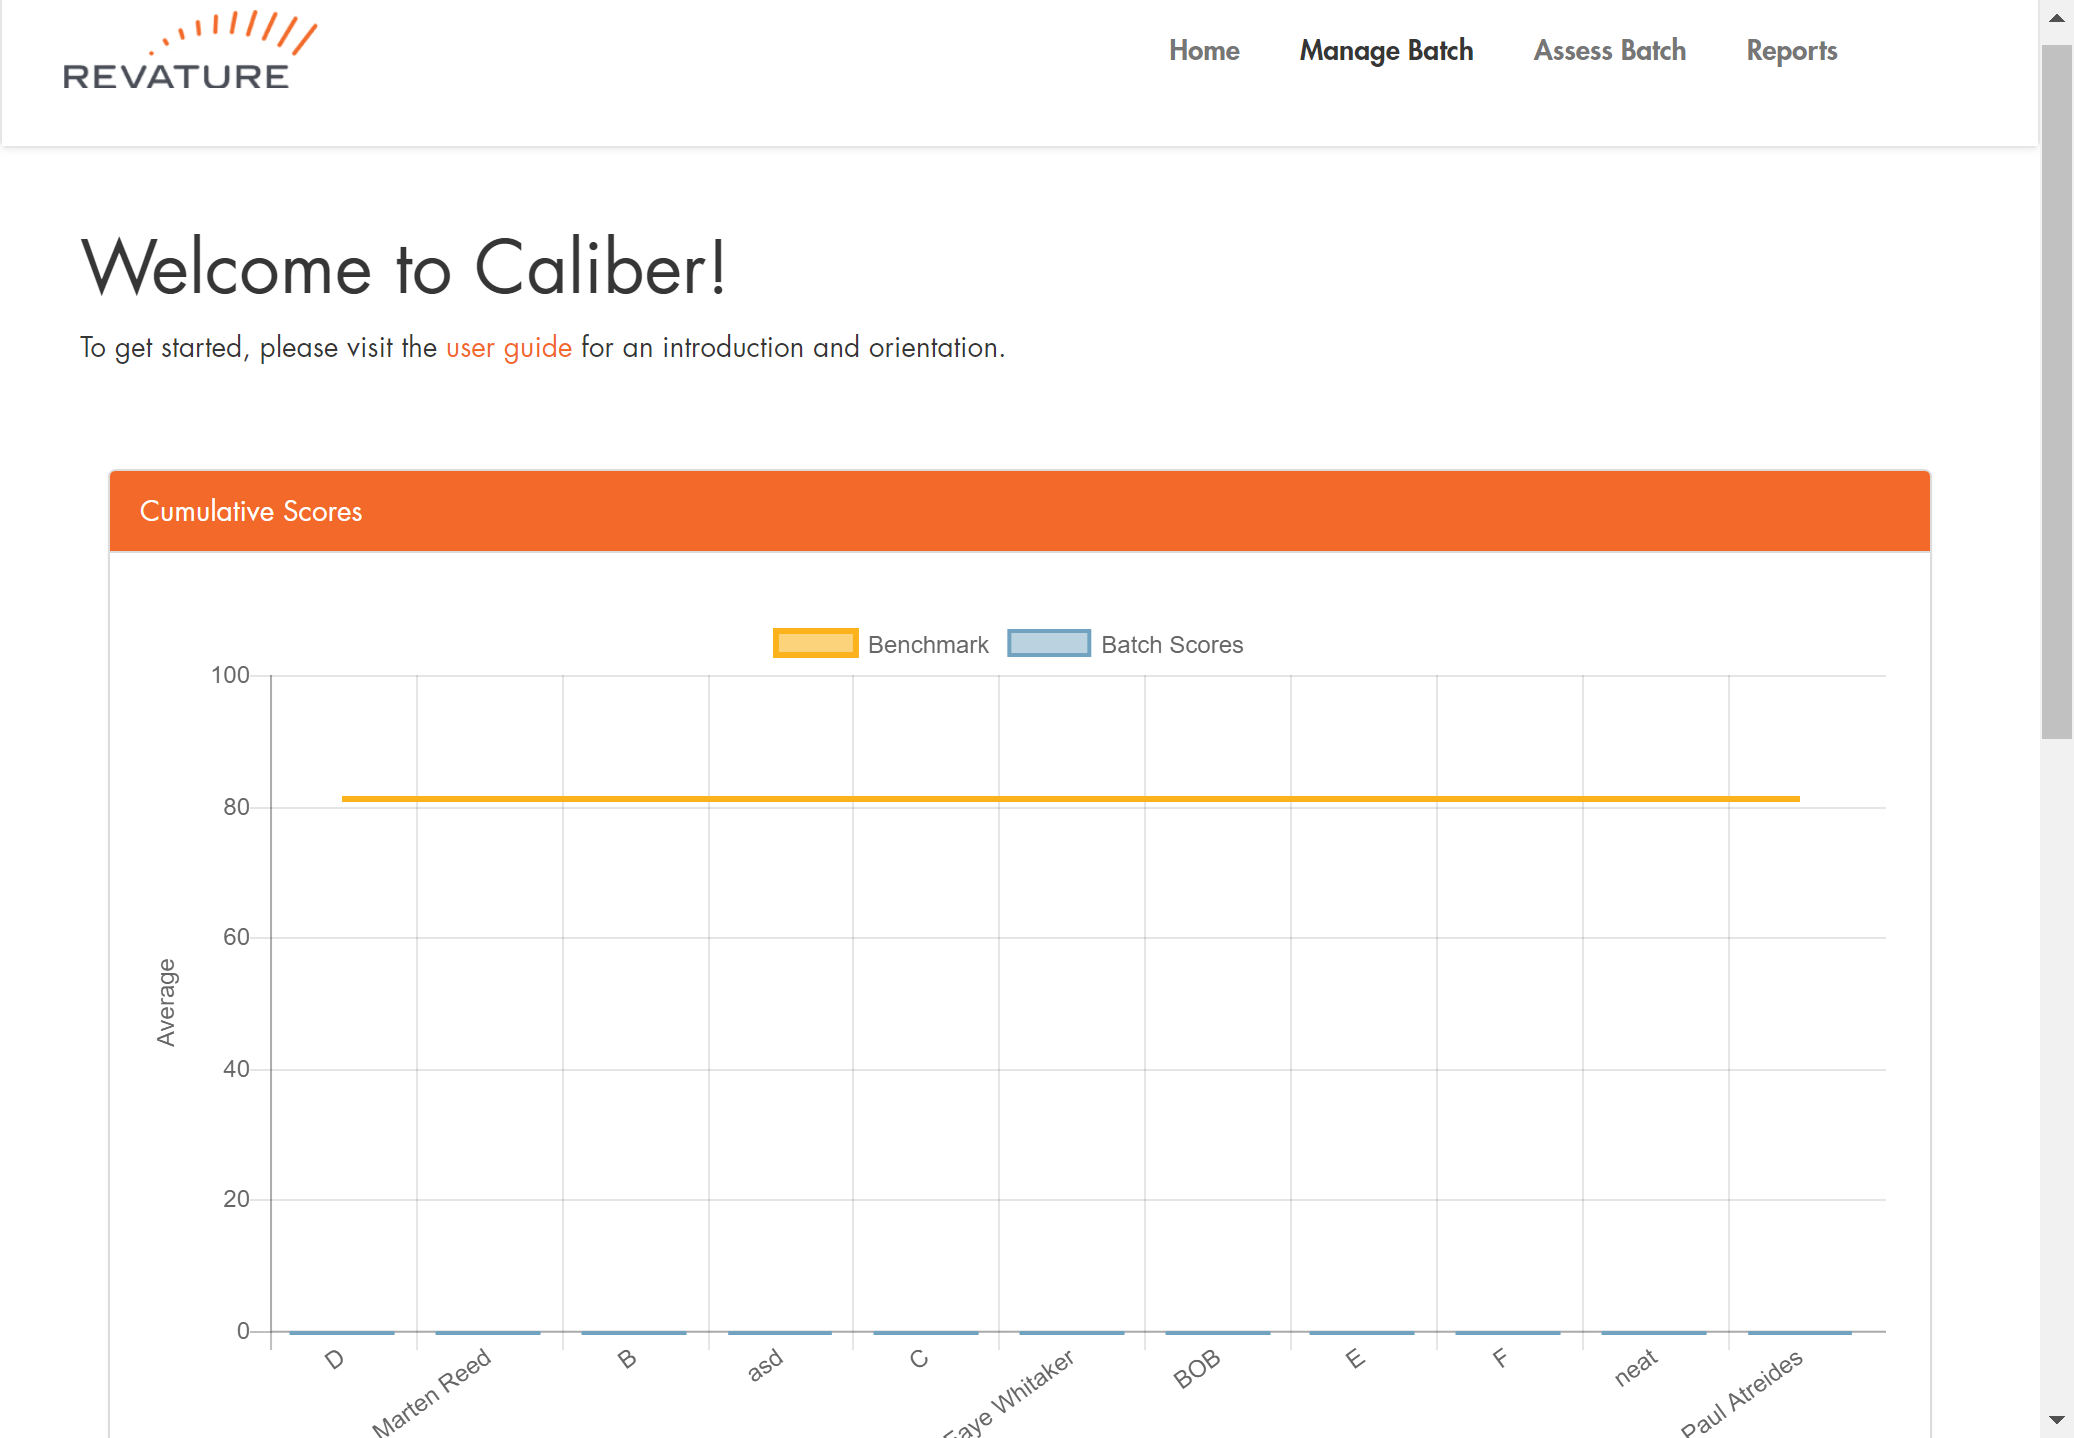 REVATURE
Home Manage Batch Assess Batch Reports
Welcome to Caliber!
To get started, please visit the user guide for an introduction and orientation.
Cumulative Scores
Benchmark Batch Scores
100
80
60
40
20
0
Average
D Marten Reed B asd C Faye Whitaker BOB E F neat Paul Atreides